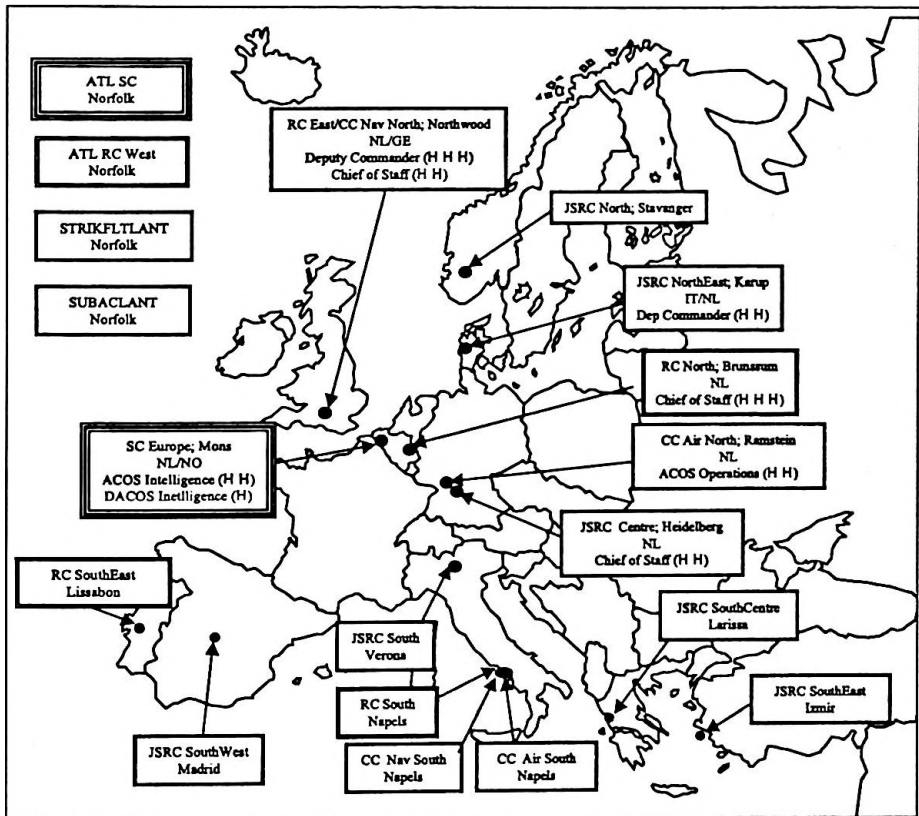 ATL SC
Norfolk
ATL RC West
Norfolk
STRIKFLTLANT
Norfolk
SUBACLANT
Norfolk
RC East/CC Nav North; Northwood
NL/GE
Deputy Commander (H H H)
Chief of Staff (H H)
JSRC North; Stavanger
JSRC NorthEast; Karup
IT/NL
Dep Commander (H H)
RC North; Brunssum
NL
Chief of Staff (H H H)
SC Europe; Mons
NL/NO
ACOS Intelligence (H H)
DACOS Inetlligence (H)
CC Air North; Ramstein
NL
ACOS Operations (H H)
JSRC Centre; Heidelberg
NL
Chief of Staff (H H)
RC SouthEast
Lissabon
JSRC SouthCentre
Larissa
JSRC South
Verona
JSRC SouthEast
Izmir
RC South
Napels
JSRC SouthWest
Madrid
CC Nav South
Napels
CC Air South
Napels